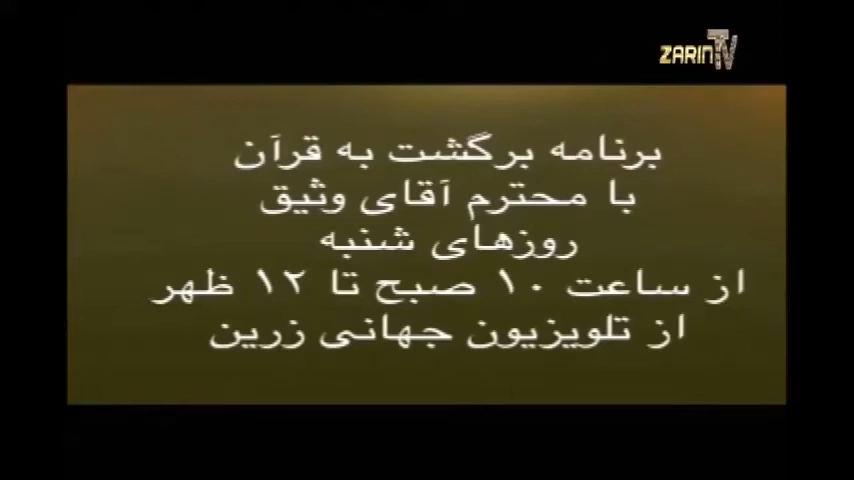 ZARIN TV
برنامه برگشت به قرآن
با محترم آقای وثیق
روزهای شنبه
از ساعت ۱۰ صبح تا ۱۲ ظهر
از تلویزیون جهانی زرین